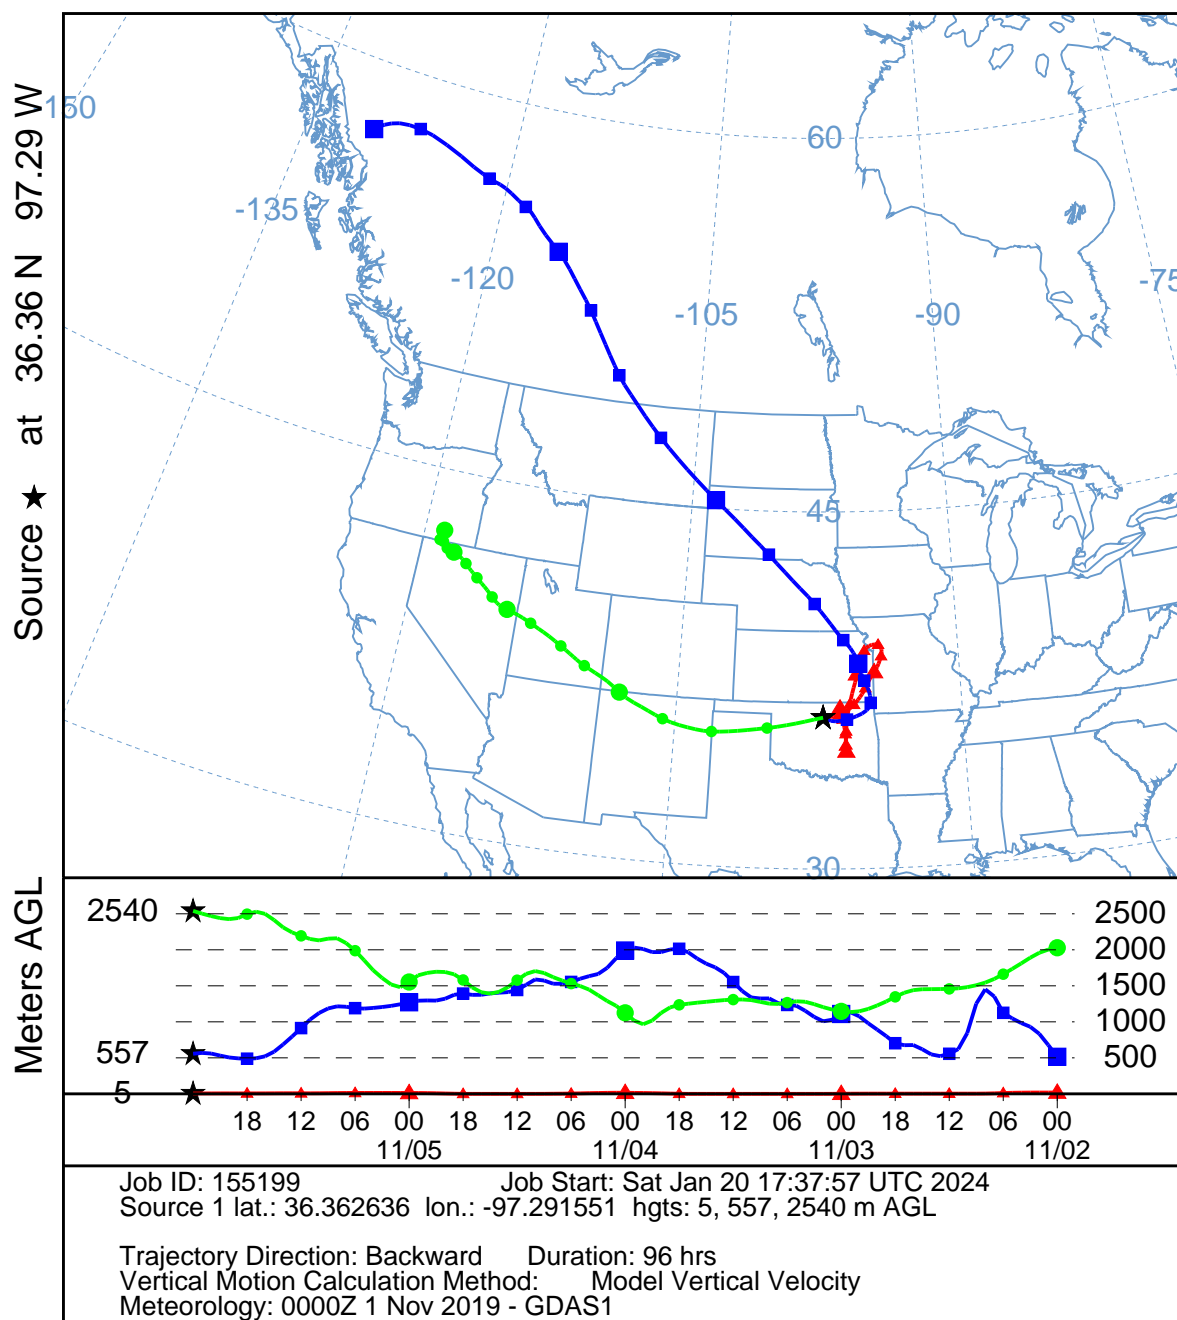 Source ★ at 36.36 N 97.29 W
150
60
-135
-120
-75
-105
-90
45
30
Meters AGL
2540
2500
2000
1500
1000
557
500
5
18 12 06 00 18 12 06 00 18 12 06 00 18 12 06 00
11/05 11/04 11/03 11/02
Job ID: 155199 Job Start: Sat Jan 20 17:37:57 UTC 2024
Source 1 lat.: 36.362636 lon.: -97.291551 hgts: 5, 557, 2540 m AGL
Trajectory Direction: Backward Duration: 96 hrs
Vertical Motion Calculation Method: Model Vertical Velocity
Meteorology: 0000Z 1 Nov 2019 - GDAS1